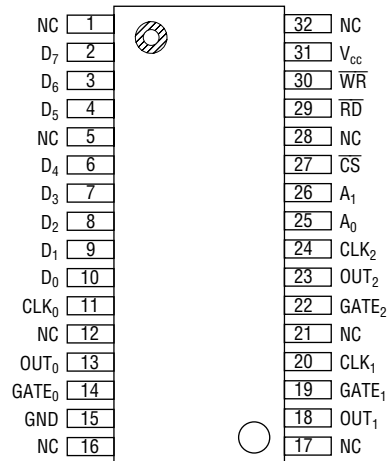 NC 1 32 NC
D₇ 2 31 Vcc
D₆ 3 30 W̅R̅
D₅ 4 29 R̅D̅
NC 5 28 NC
D₄ 6 27 C̅S̅
D₃ 7 26 A₁
D₂ 8 25 A₀
D₁ 9 24 CLK₂
D₀ 10 23 OUT₂
CLK₀ 11 22 GATE₂
NC 12 21 NC
OUT₀ 13 20 CLK₁
GATE₀ 14 19 GATE₁
GND 15 18 OUT₁
NC 16 17 NC